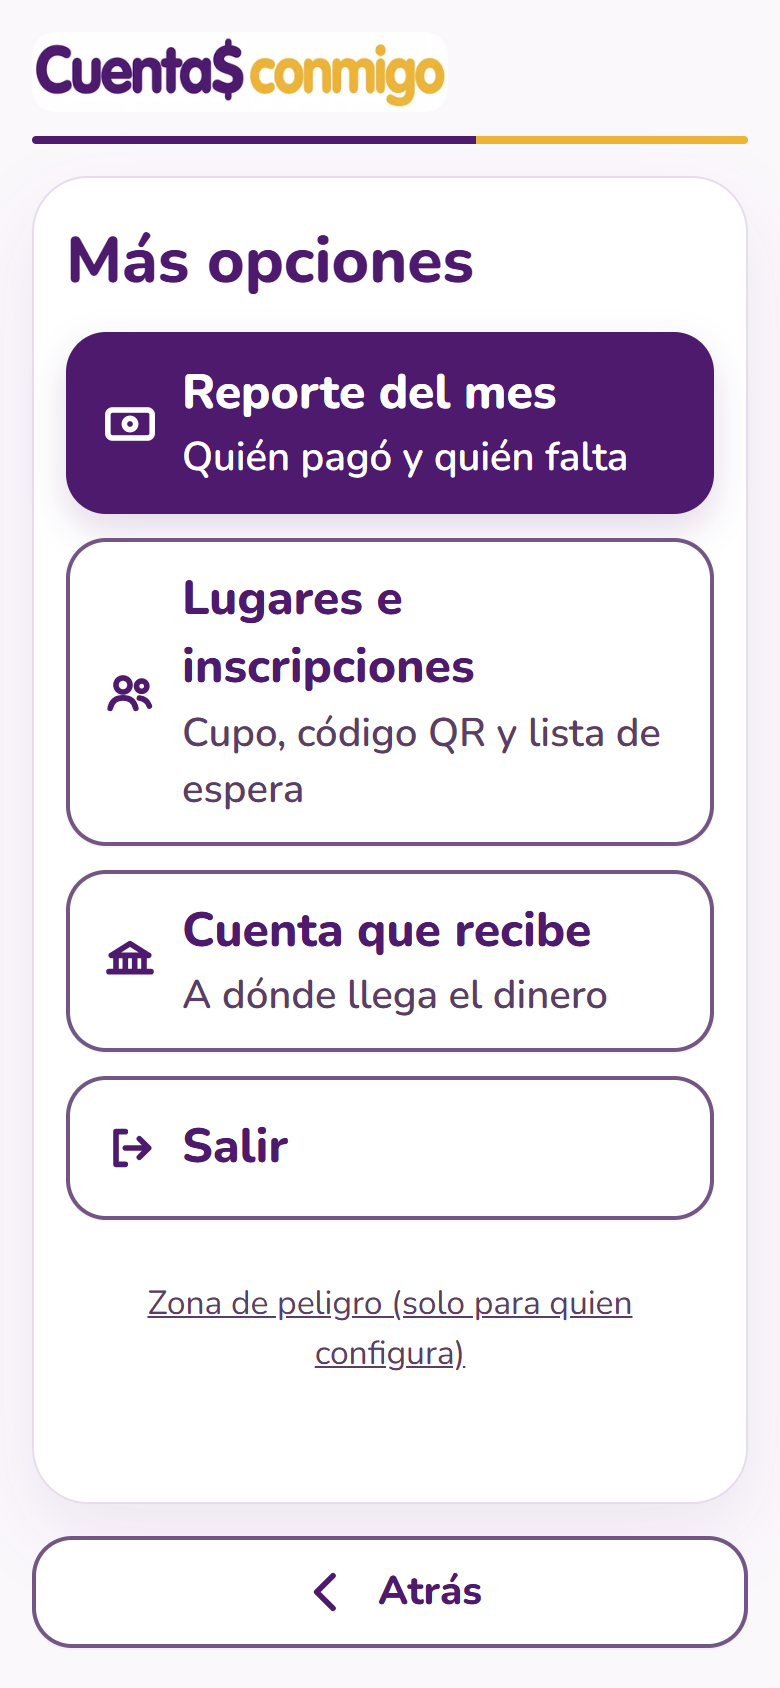 Cuenta$ conmigo
Más opciones
Reporte del mes
Quién pagó y quién falta
Lugares e
inscripciones
Cupo, código QR y lista de
espera
Cuenta que recibe
A dónde llega el dinero
Salir
Zona de peligro (solo para quien
configura)
Atrás